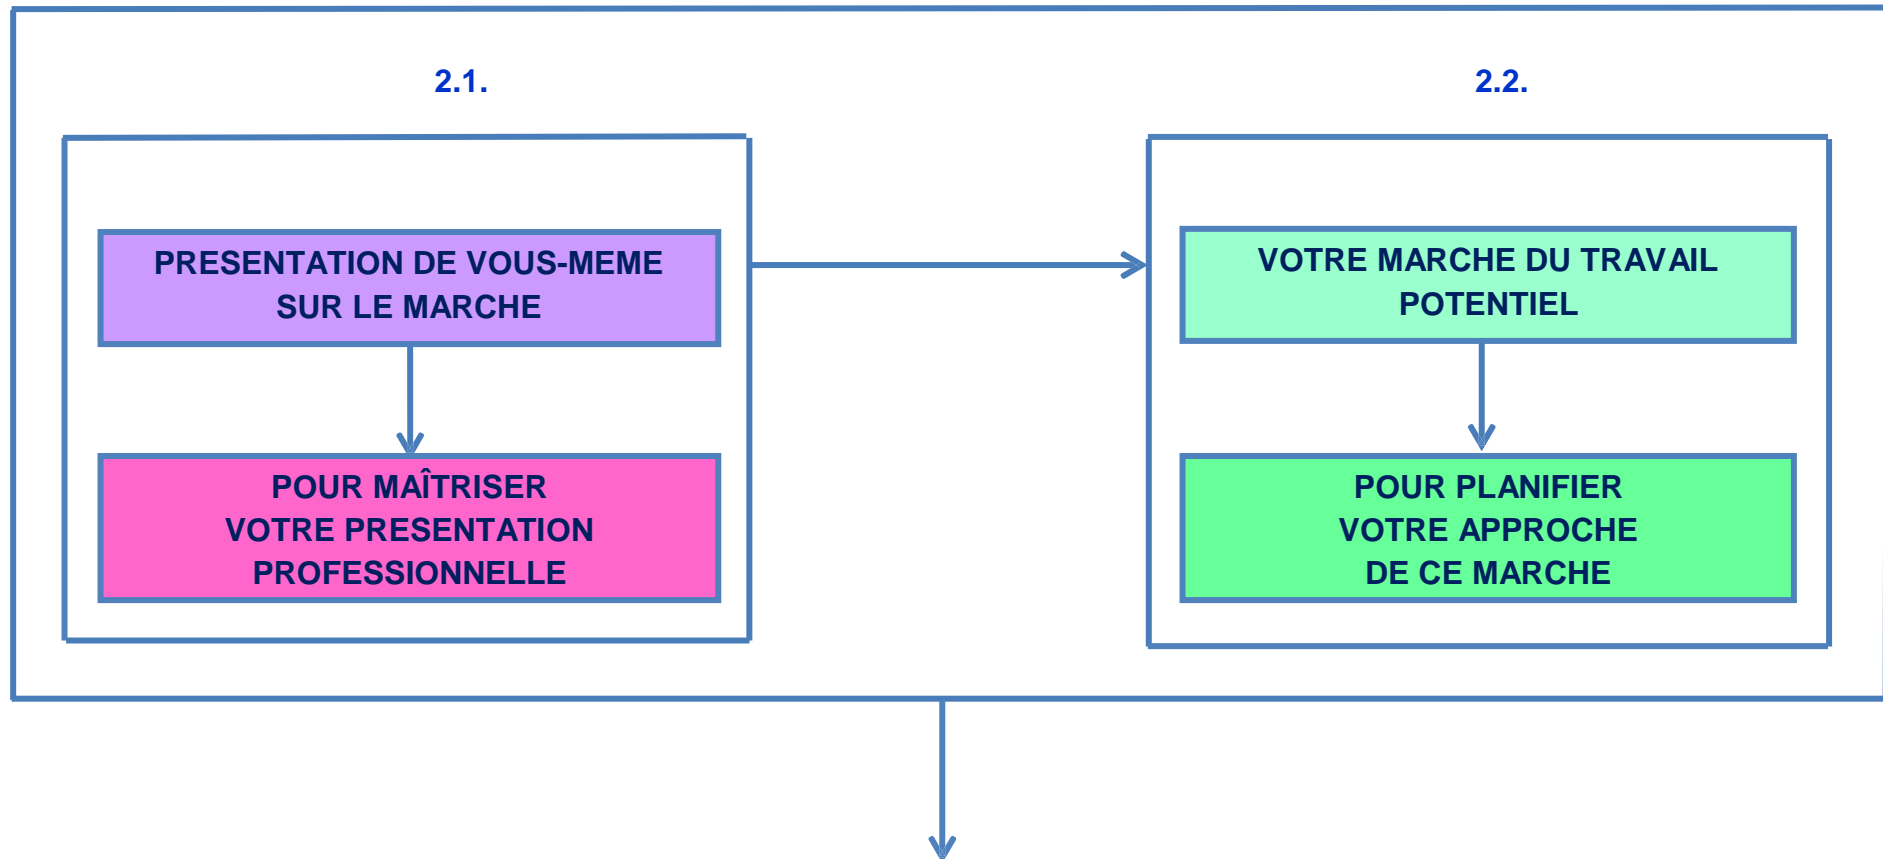 2.1.
PRESENTATION DE VOUS-MEME
SUR LE MARCHE
POUR MAÎTRISER
VOTRE PRESENTATION
PROFESSIONNELLE
2.2.
VOTRE MARCHE DU TRAVAIL
POTENTIEL
POUR PLANIFIER
VOTRE APPROCHE
DE CE MARCHE